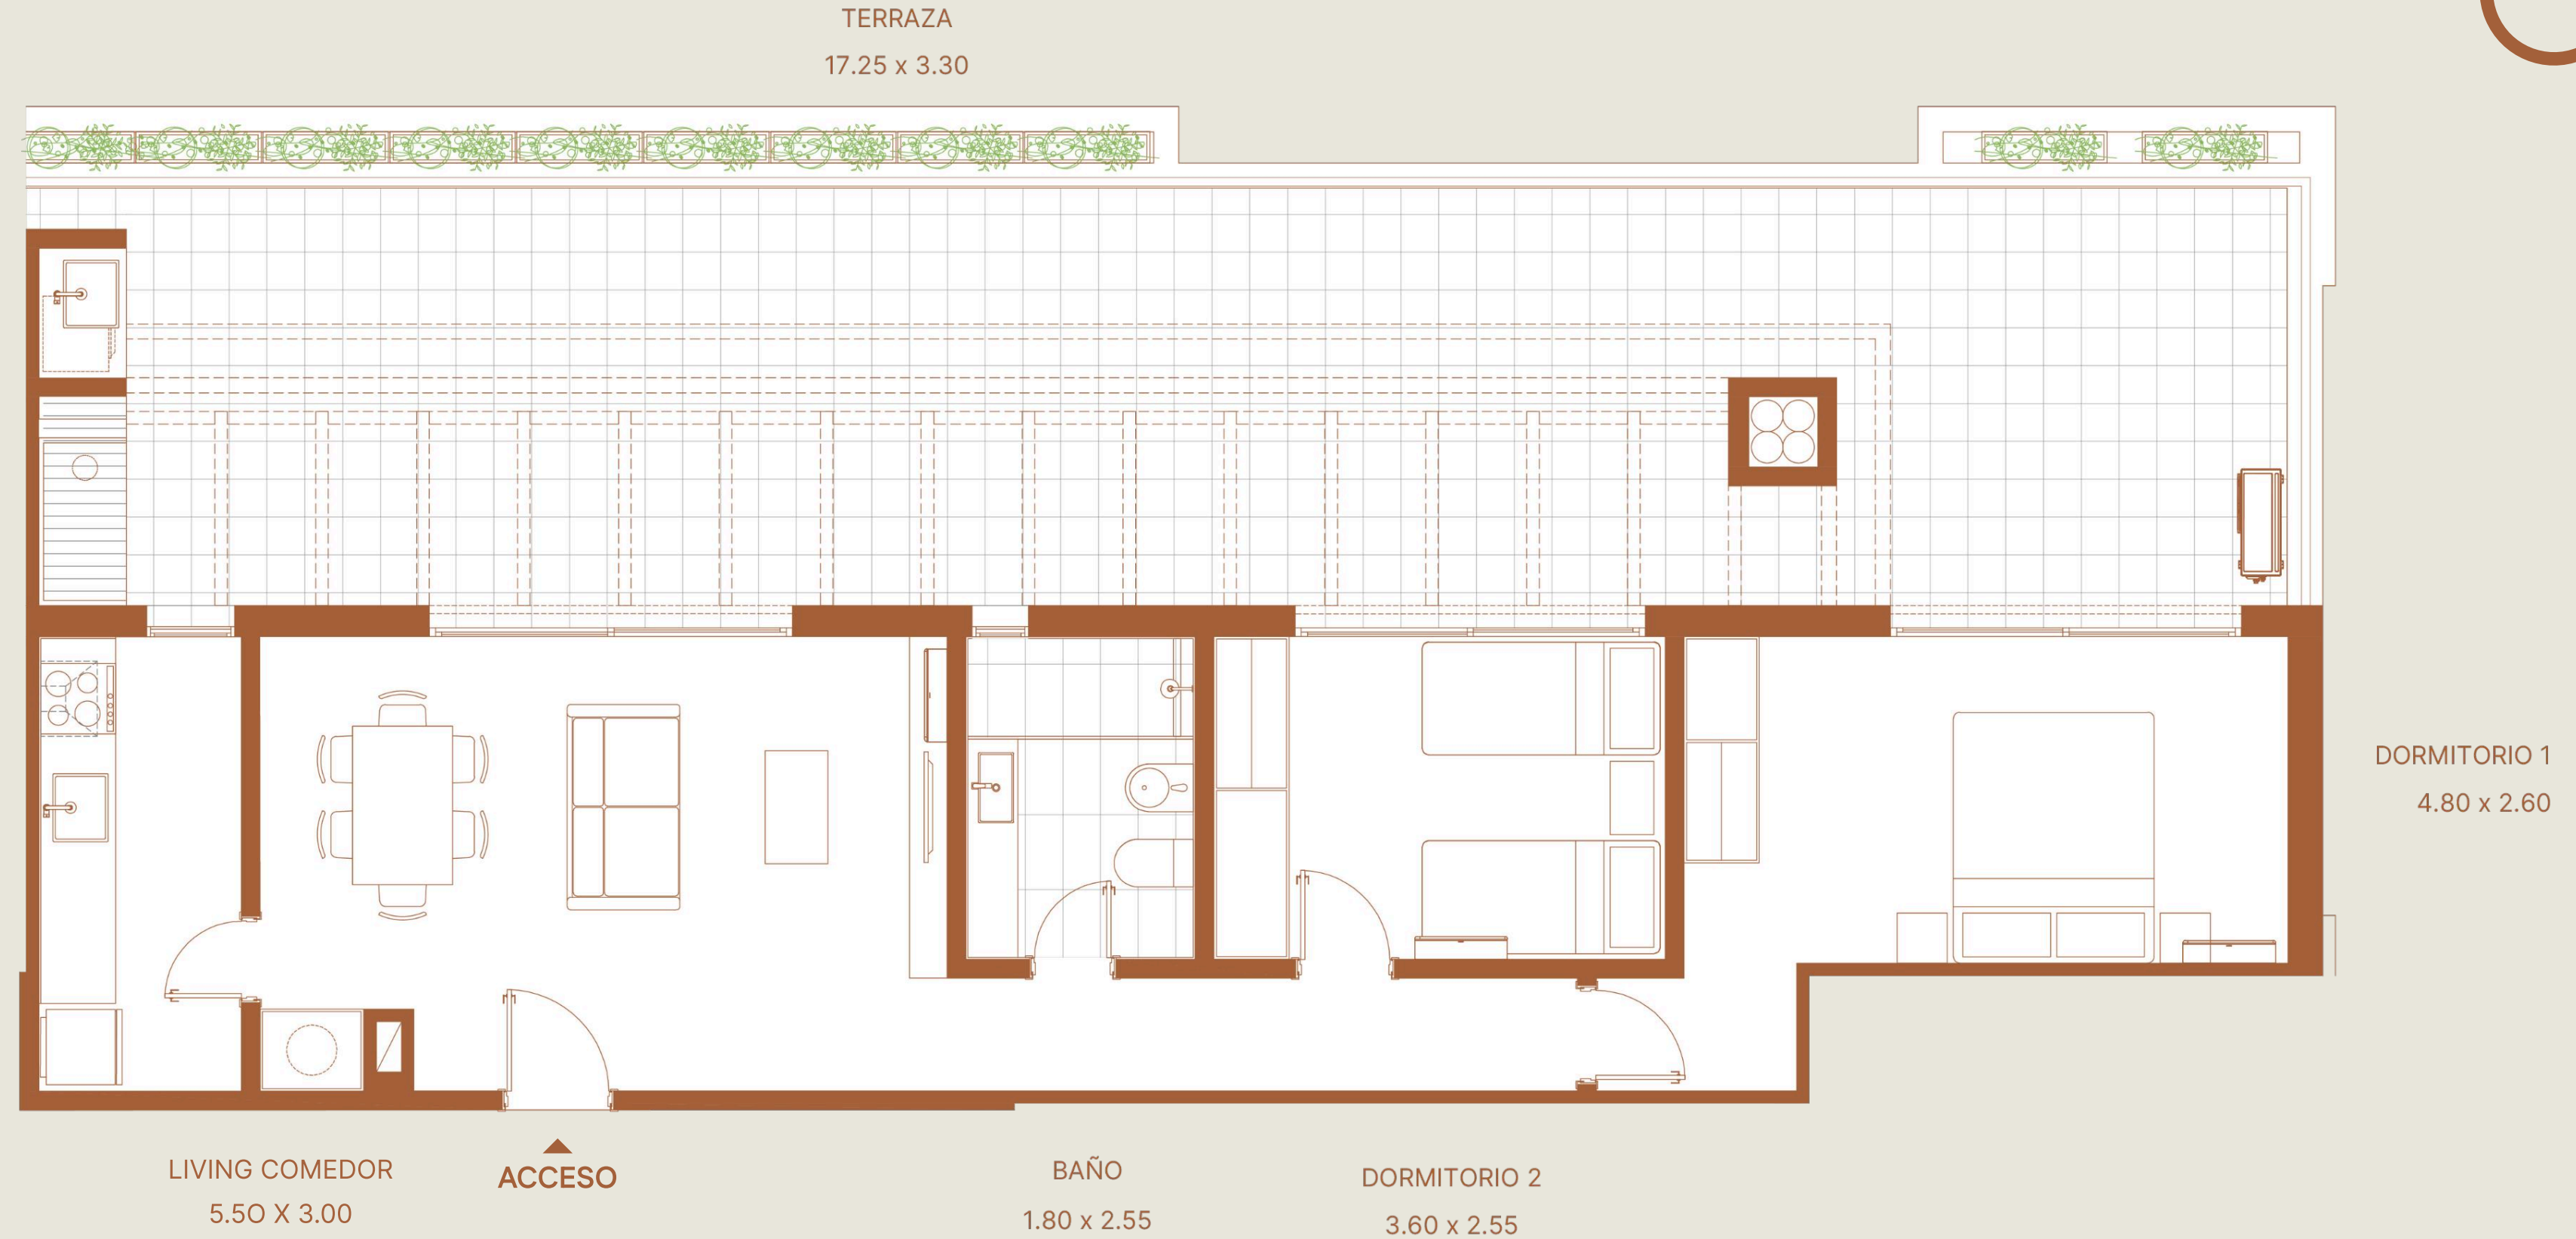 TERRAZA
17.25 x 3.30
DORMITORIO 1
4.80 x 2.60
LIVING COMEDOR
5.50 X 3.00
ACCESO
BAÑO
1.80 x 2.55
DORMITORIO 2
3.60 x 2.55